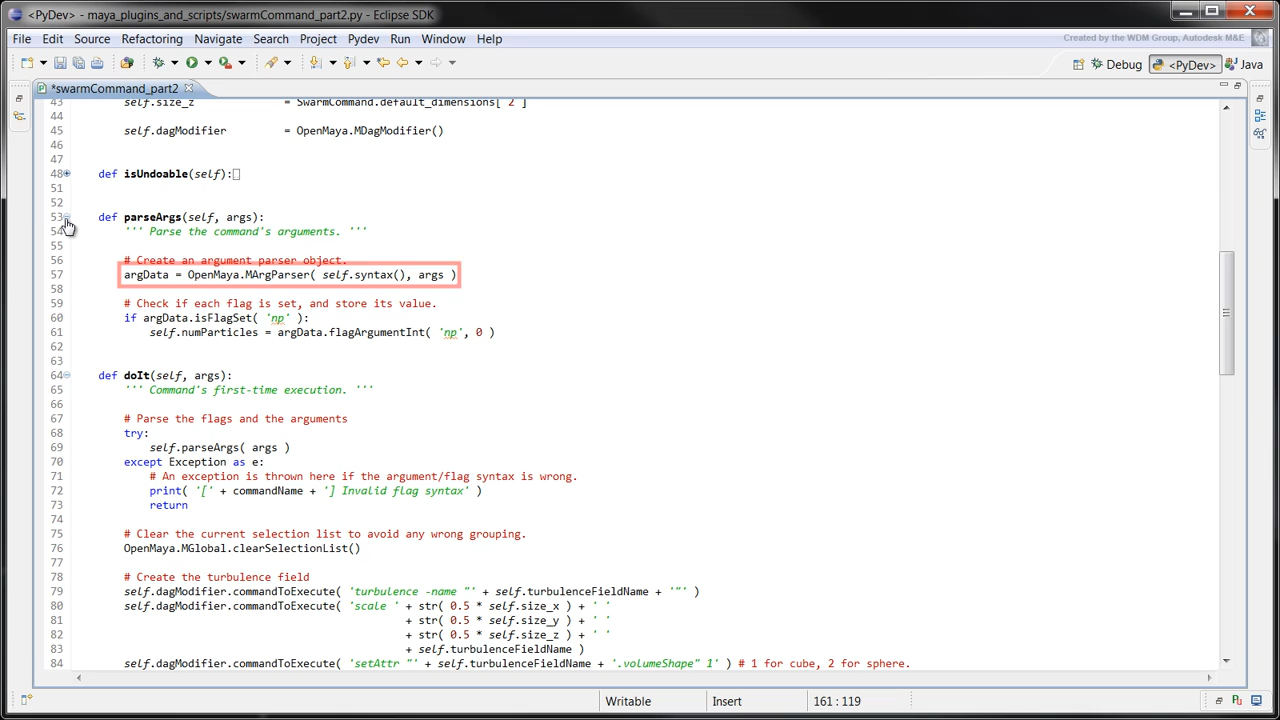 <PyDev> - maya_plugins_and_scripts/swarmCommand_part2.py - Eclipse SDK
File Edit Source Refactoring Navigate Search Project Pydev Run Window Help
Created by the WDM Group, Autodesk M&E.
Debug <PyDev> Java
*swarmCommand_part2
43 self.size_z = SwarmCommand.default_dimensions[ 2 ]
44
45 self.dagModifier = OpenMaya.MDagModifier()
46
47
48 def isUndoable(self):
51
52
53 def parseArgs(self, args):
54 ''' Parse the command's arguments. '''
55
56 # Create an argument parser object.
57 argData = OpenMaya.MArgParser( self.syntax(), args )
58
59 # Check if each flag is set, and store its value.
60 if argData.isFlagSet( 'np' ):
61 self.numParticles = argData.flagArgumentInt( 'np', 0 )
62
63
64 def doIt(self, args):
65 ''' Command's first-time execution. '''
66
67 # Parse the flags and the arguments
68 try:
69 self.parseArgs( args )
70 except Exception as e:
71 # An exception is thrown here if the argument/flag syntax is wrong.
72 print( '[' + commandName + '] Invalid flag syntax' )
73 return
74
75 # Clear the current selection list to avoid any wrong grouping.
76 OpenMaya.MGlobal.clearSelectionList()
77
78 # Create the turbulence field
79 self.dagModifier.commandToExecute( 'turbulence -name "' + self.turbulenceFieldName + '"' )
80 self.dagModifier.commandToExecute( 'scale ' + str( 0.5 * self.size_x ) + ' '
81 + str( 0.5 * self.size_y ) + ' '
82 + str( 0.5 * self.size_z ) + ' '
83 + self.turbulenceFieldName )
84 self.dagModifier.commandToExecute( 'setAttr "' + self.turbulenceFieldName + '.volumeShape" 1' ) # 1 for cube, 2 for sphere.
Writable Insert 161 : 119